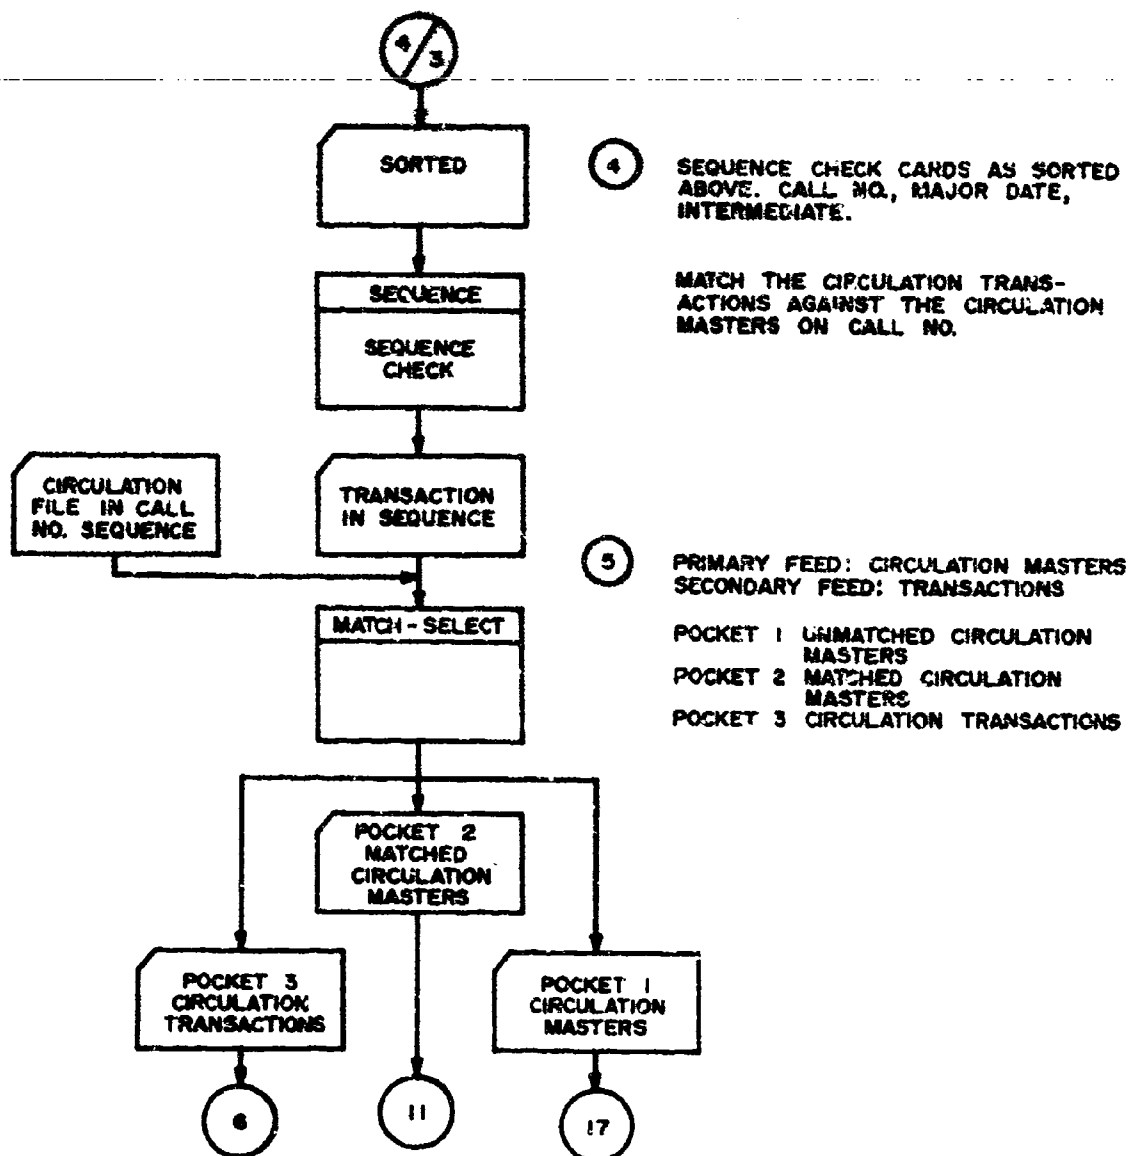 4/3
SORTED
4
SEQUENCE CHECK CARDS AS SORTED
ABOVE. CALL NO., MAJOR DATE,
INTERMEDIATE.
SEQUENCE
SEQUENCE
CHECK
MATCH THE CIRCULATION TRANS-
ACTIONS AGAINST THE CIRCULATION
MASTERS ON CALL NO.
CIRCULATION
FILE IN CALL
NO. SEQUENCE
TRANSACTION
IN SEQUENCE
5
PRIMARY FEED: CIRCULATION MASTERS
SECONDARY FEED: TRANSACTIONS
MATCH-SELECT
POCKET 1 UNMATCHED CIRCULATION
MASTERS
POCKET 2 MATCHED CIRCULATION
MASTERS
POCKET 3 CIRCULATION TRANSACTIONS
POCKET 2
MATCHED
CIRCULATION
MASTERS
POCKET 3
CIRCULATION
TRANSACTIONS
POCKET 1
CIRCULATION
MASTERS
6
11
17